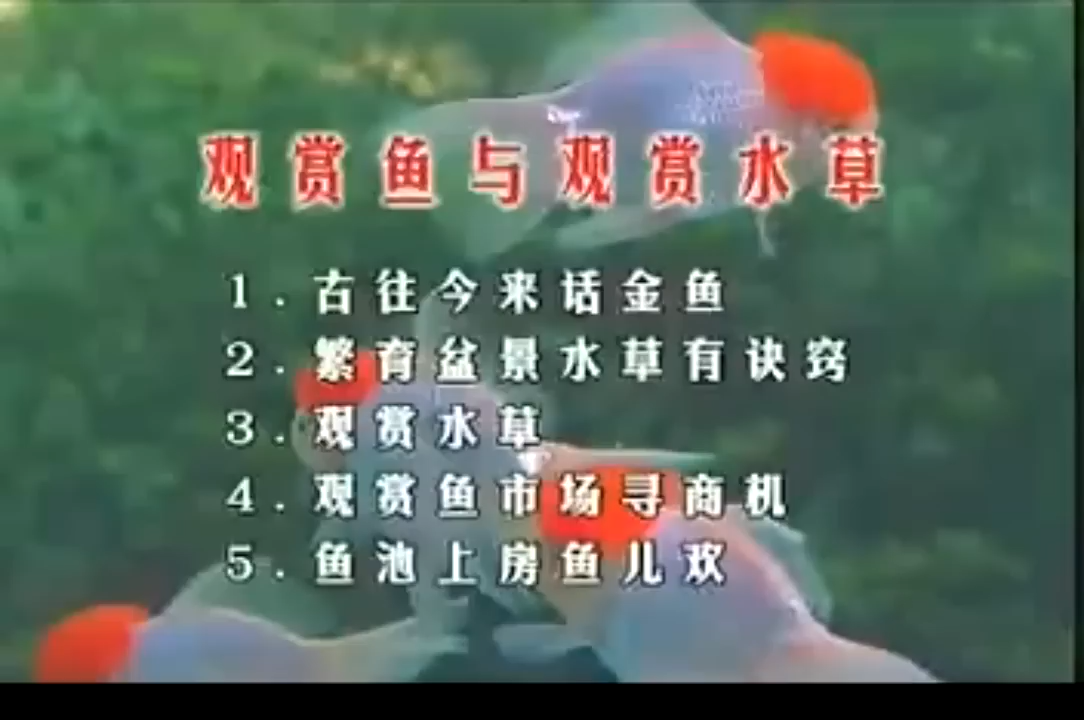 观赏鱼与观赏水草
1.古往今来话金鱼
2.繁育盆景水草有诀窍
3.观赏水草
4.观赏鱼市场寻商机
5.鱼池上房鱼儿欢